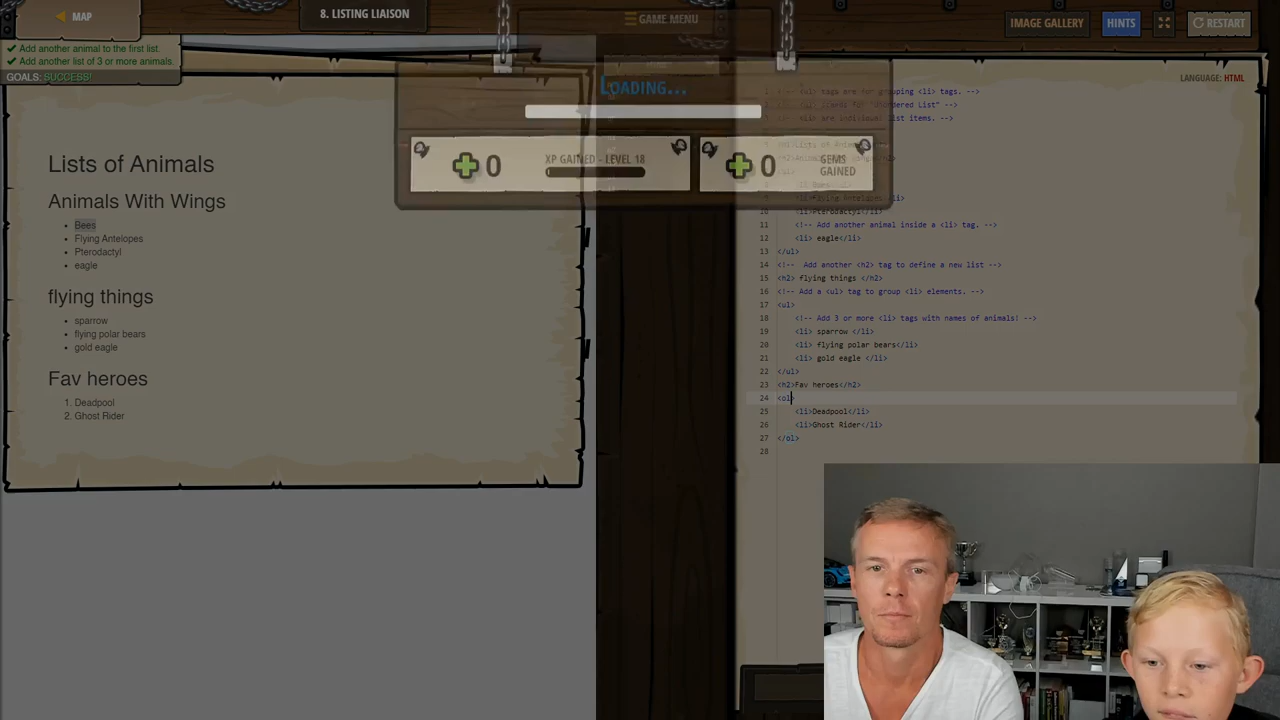 MAP
8. LISTING LIAISON
GAME MENU
IMAGE GALLERY
HINTS
RESTART
Add another animal to the first list.
Add another list of 3 or more animals.
GOALS: SUCCESS!
LANGUAGE: HTML
LOADING...
0
XP GAINED - LEVEL 18
0
GEMS
GAINED
Lists of Animals
Animals With Wings
• Bees
• Flying Antelopes
• Pterodactyl
• eagle
flying things
• sparrow
• flying polar bears
• gold eagle
Fav heroes
1. Deadpool
2. Ghost Rider
11 <!-- Add another animal inside a <li> tag. -->
12 <li> eagle</li>
13 </ul>
14 <!--  Add another <h2> tag to define a new list -->
15 <h2> flying things </h2>
16 <!-- Add a <ul> tag to group <li> elements. -->
17 <ul>
18 <!-- Add 3 or more <li> tags with names of animals! -->
19 <li> sparrow </li>
20 <li> flying polar bears</li>
21 <li> gold eagle </li>
22 </ul>
23 <h2>Fav heroes</h2>
24 <ol>
25 <li>Deadpool</li>
26 <li>Ghost Rider</li>
27 </ol>
28